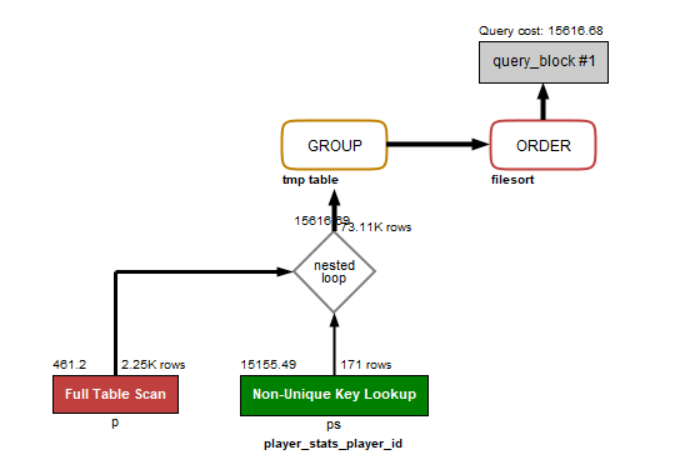 Query cost: 15616.68
query_block #1
GROUP
ORDER
tmp table
filesort
15616.69
73.11K rows
nested
loop
461.2
2.25K rows
15155.49
171 rows
Full Table Scan
Non-Unique Key Lookup
p
ps
player_stats_player_id